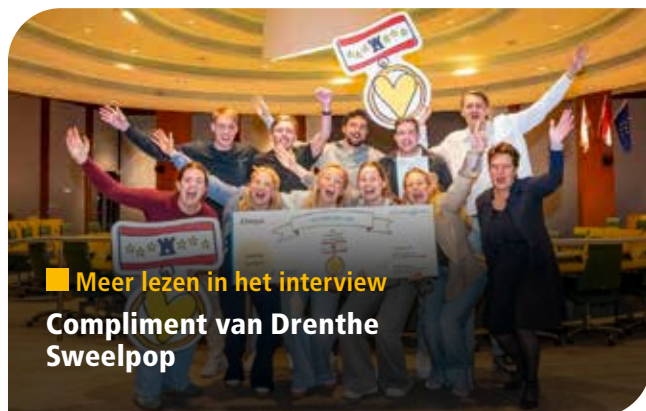 Meer lezen in het interview
Compliment van Drenthe
Sweelpop